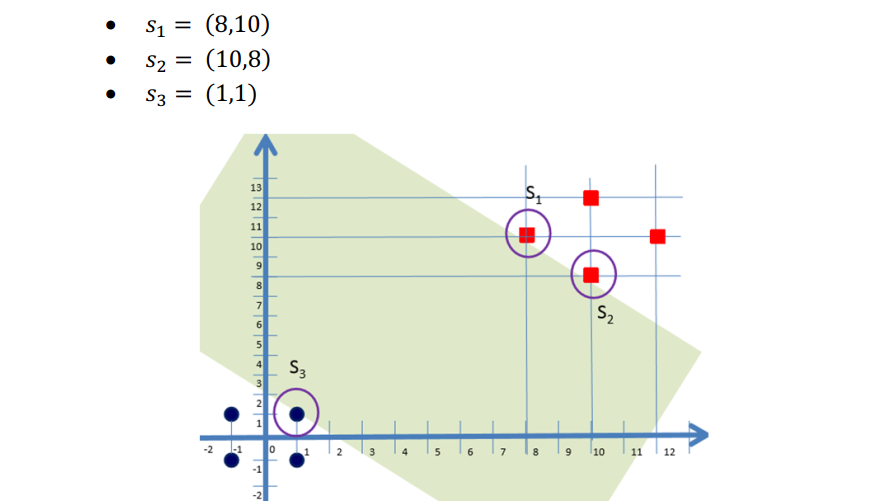 • s₁ = (8,10)
• s₂ = (10,8)
• s₃ = (1,1)
13
S₁
12
11
10
9
8
7
S₂
6
5
4
S₃
3
2
1
-2 -1 0 1 2 3 4 5 6 7 8 9 10 11 12
-1
-2